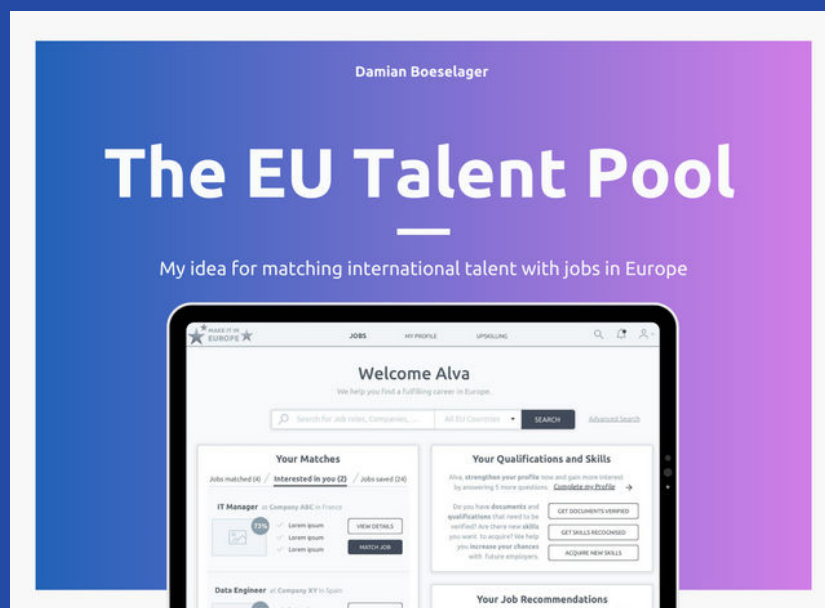 Damian Boeselager
The EU Talent Pool
My idea for matching international talent with jobs in Europe
MAKE IT IN
EUROPE
JOBS MY PROFILE UPSKILLING
Welcome Alva
We help you find a fulfilling career in Europe.
Search for Job roles, Companies, ... All EU Countries SEARCH Advanced Search
Your Matches
Jobs matched (4) / Interested in you (2) / Jobs saved (24)
IT Manager at Company ABC in France
73%
Lorem ipsum
Lorem ipsum
Lorem ipsum
VIEW DETAILS
MATCH JOB
Data Engineer at Company XY in Spain
Lorem ipsum
Your Qualifications and Skills
Alva, strengthen your profile now and gain more interest
by answering 5 more questions. Complete my Profile →
Do you have documents and
qualifications that need to be
verified? Are there new skills
you want to acquire? We help
you increase your chances
with future employers.
GET DOCUMENTS VERIFIED
GET SKILLS RECOGNISED
ACQUIRE NEW SKILLS
Your Job Recommendations